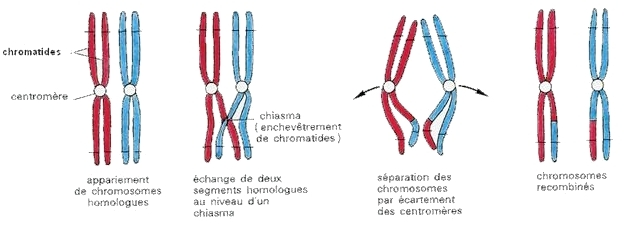 chromatides
centromère
chiasma
(enchevêtrement
de chromatides)
appariement
de chromosomes
homologues
échange de deux
segments homologues
au niveau d'un
chiasma
séparation des
chromosomes
par écartement
des centromères
chromosomes
recombinés